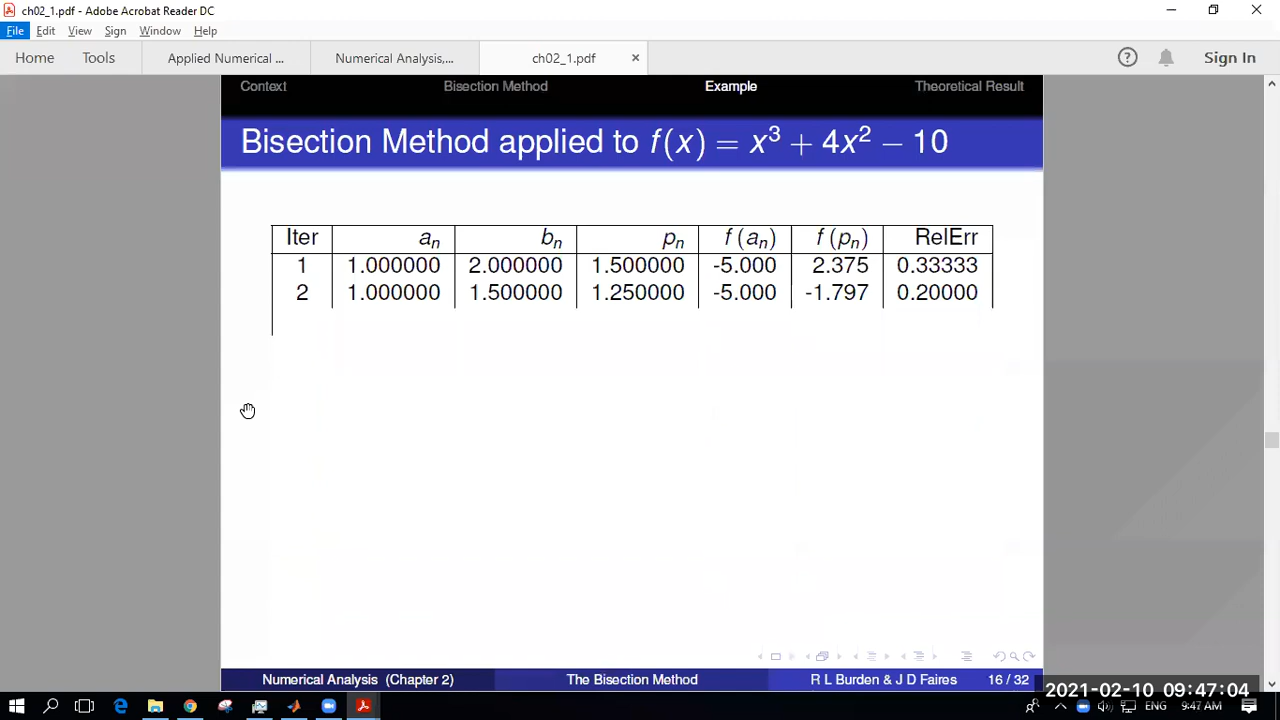 ch02_1.pdf - Adobe Acrobat Reader DC
File Edit View Sign Window Help
Home Tools Applied Numerical ... Numerical Analysis,... ch02_1.pdf × Sign In
Context Bisection Method Example Theoretical Result
Bisection Method applied to f(x) = x³ + 4x² − 10
Iter aₙ bₙ pₙ f(aₙ) f(pₙ) RelErr
1 1.000000 2.000000 1.500000 -5.000 2.375 0.33333
2 1.000000 1.500000 1.250000 -5.000 -1.797 0.20000
Numerical Analysis (Chapter 2) The Bisection Method R L Burden & J D Faires 16 / 32
2021-02-10 09:47:04
ENG 9:47 AM